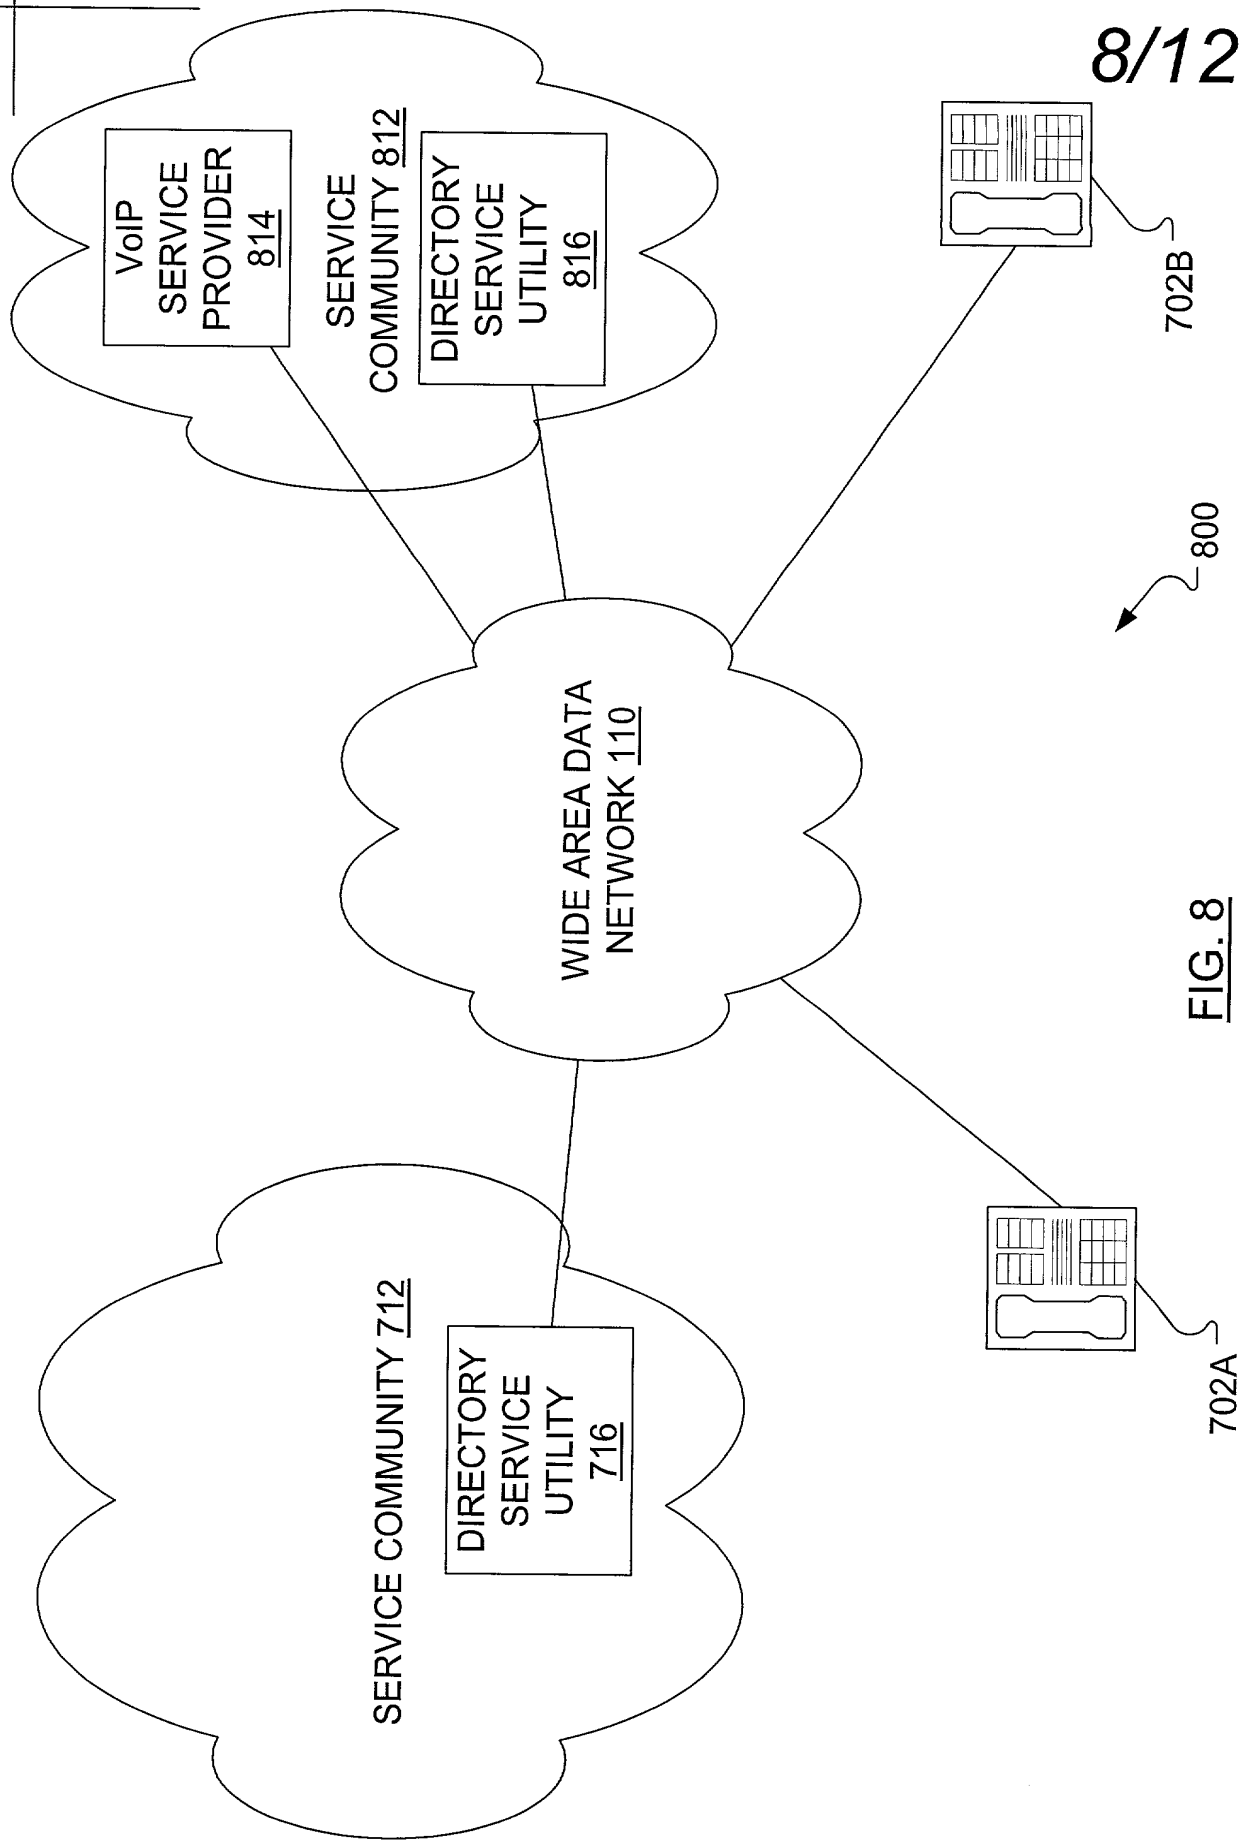 8/12
SERVICE COMMUNITY 712
DIRECTORY
SERVICE
UTILITY
716
WIDE AREA DATA
NETWORK 110
VoIP
SERVICE
PROVIDER
814
SERVICE
COMMUNITY 812
DIRECTORY
SERVICE
UTILITY
816
702A
702B
800
FIG. 8